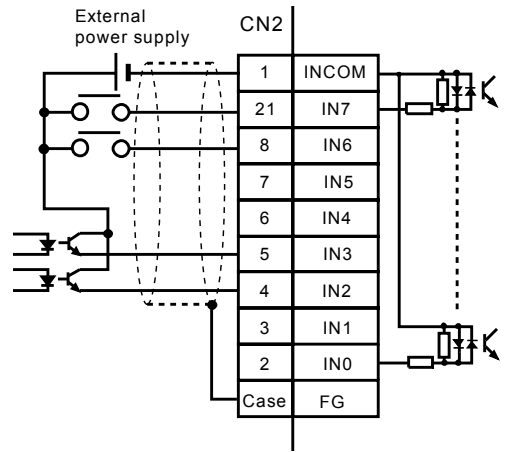 External
power supply
CN2
1 INCOM
21 IN7
8 IN6
7 IN5
6 IN4
5 IN3
4 IN2
3 IN1
2 IN0
Case FG